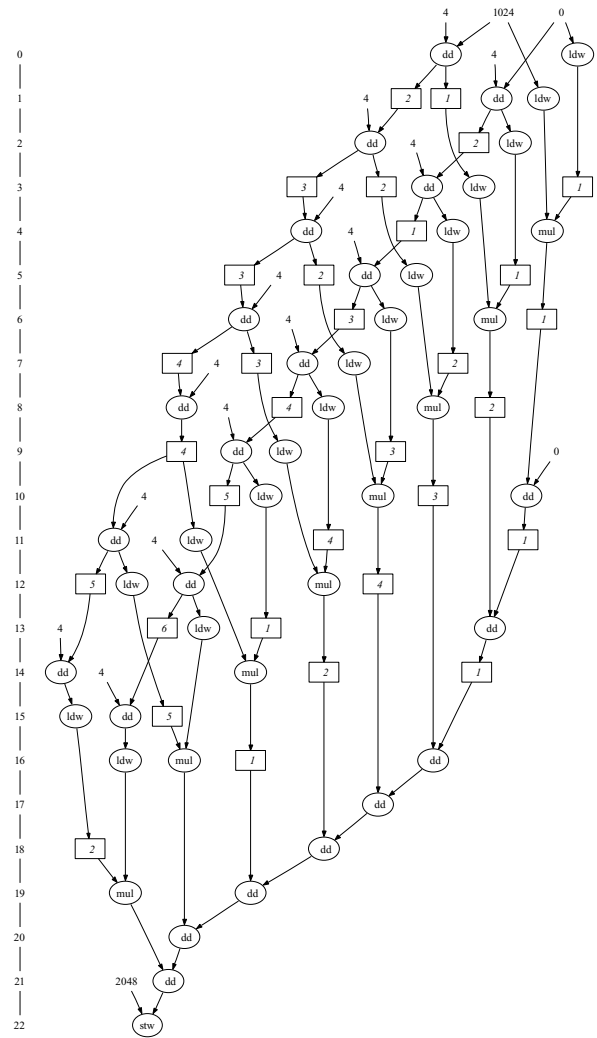 4 1024 0
0 dd 4 ldw
1 4 2 1 dd ldw
2 dd 4 2 ldw
3 3 4 2 dd ldw 1
4 dd 4 1 ldw mul
5 3 4 2 dd ldw 1
6 dd 4 3 ldw mul 1
7 4 4 3 dd ldw 2
8 dd 4 4 ldw mul 2
9 4 dd ldw 3 0
10 4 5 ldw mul 3 dd
11 dd 4 ldw 4 1
12 5 ldw dd mul 4
13 4 6 ldw 1 dd
14 dd 4 mul 2 1
15 ldw dd 5
16 ldw mul 1 dd
17 dd
18 2 dd
19 mul dd
20 dd
21 2048 dd
22 stw